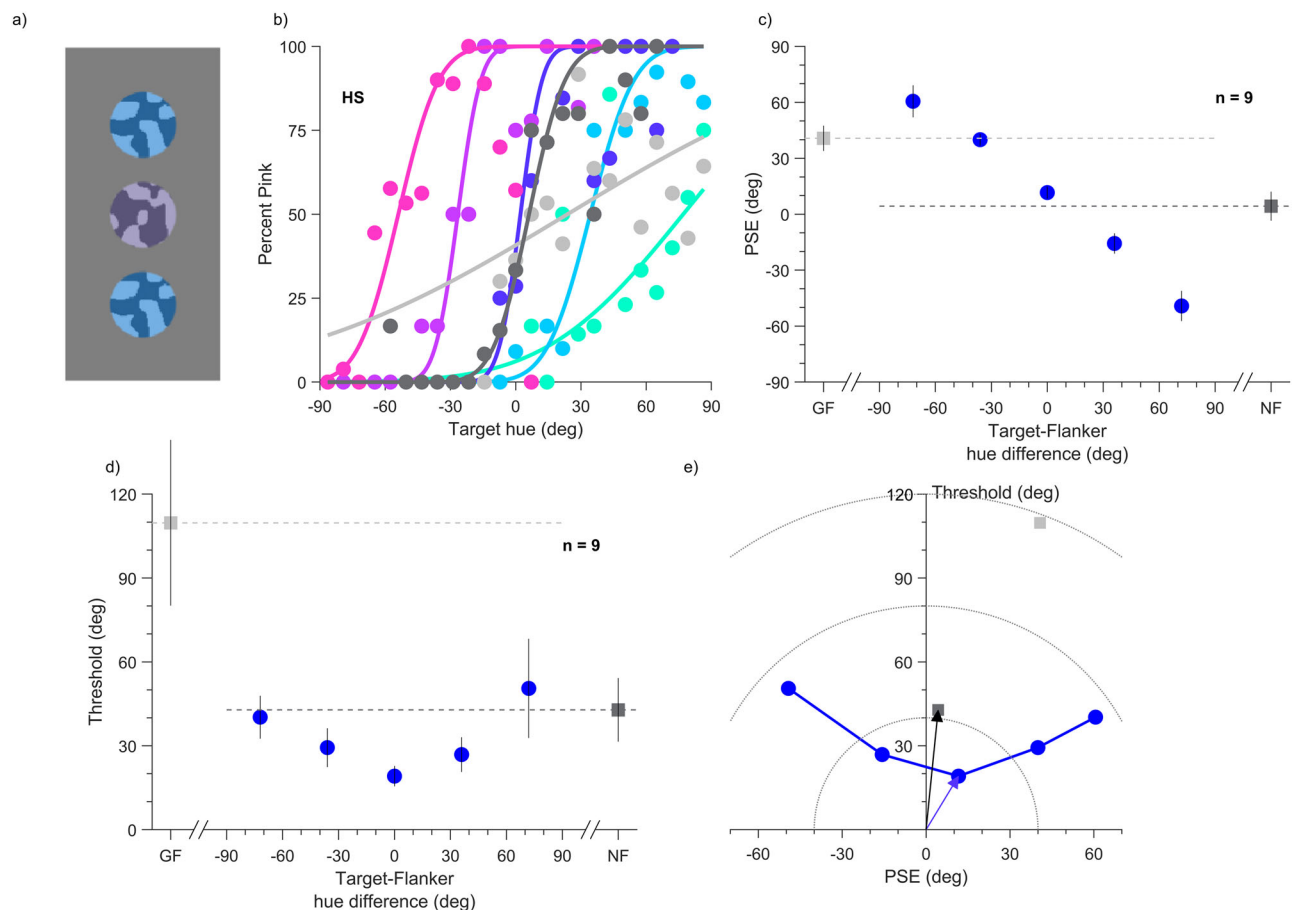 a)
b)
100
75
50
25
0
Percent Pink
HS
-90
-60
-30
0
30
60
90
Target hue (deg)
c)
90
60
30
0
-30
-60
-90
PSE (deg)
n = 9
GF
-90
-60
-30
0
30
60
90
NF
Target-Flanker
hue difference (deg)
d)
120
90
60
30
0
Threshold (deg)
n = 9
GF
-90
-60
-30
0
30
60
90
NF
Target-Flanker
hue difference (deg)
e)
Threshold (deg)
120
90
60
30
-60
-30
0
30
60
PSE (deg)